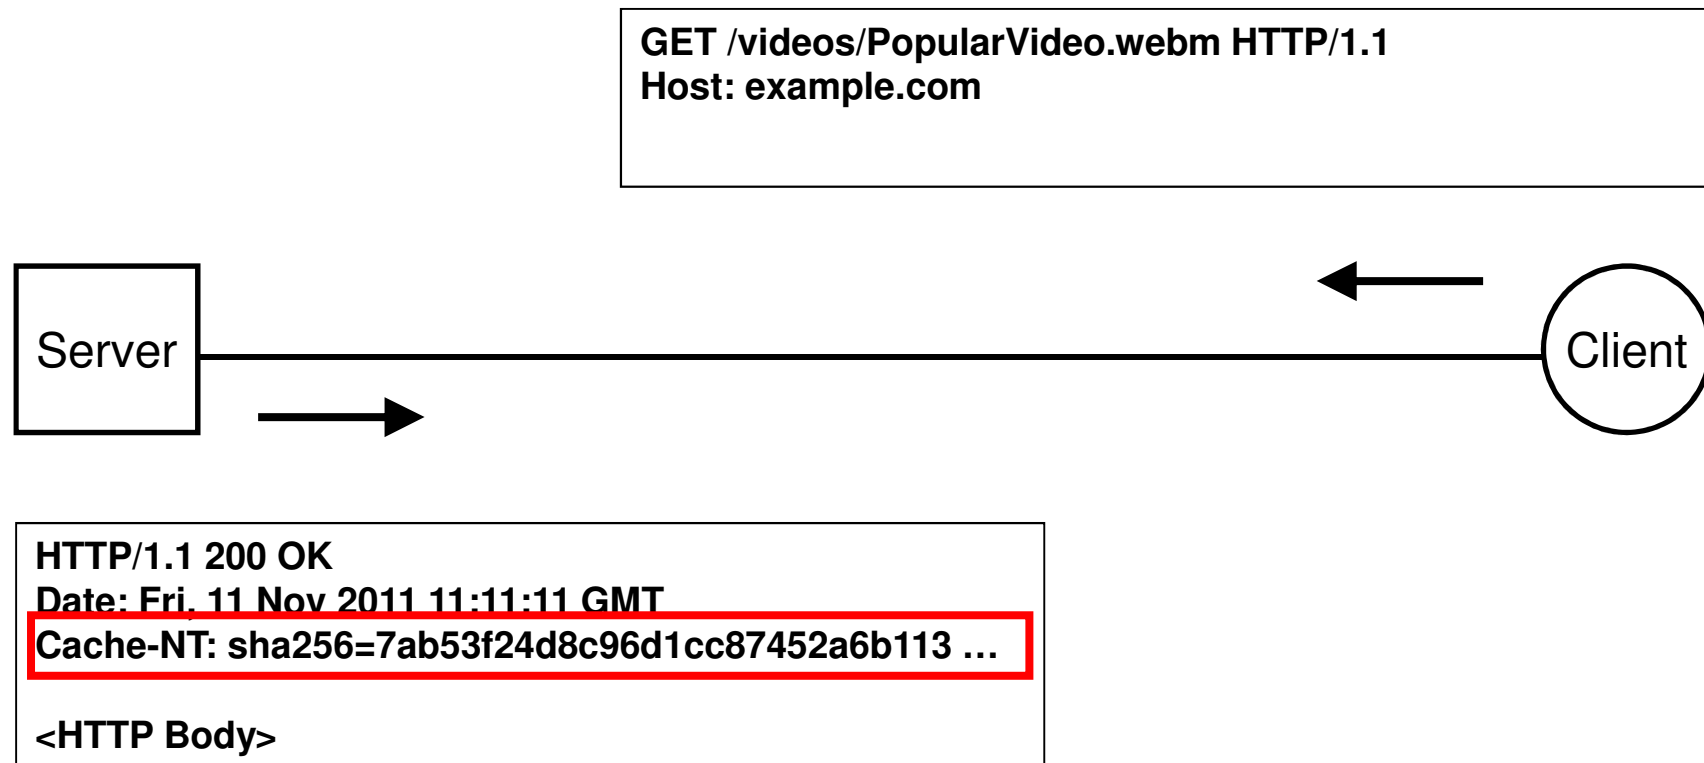 GET /videos/PopularVideo.webm HTTP/1.1
Host: example.com
Server
Client
HTTP/1.1 200 OK
Date: Fri, 11 Nov 2011 11:11:11 GMT
Cache-NT: sha256=7ab53f24d8c96d1cc87452a6b113 …
<HTTP Body>